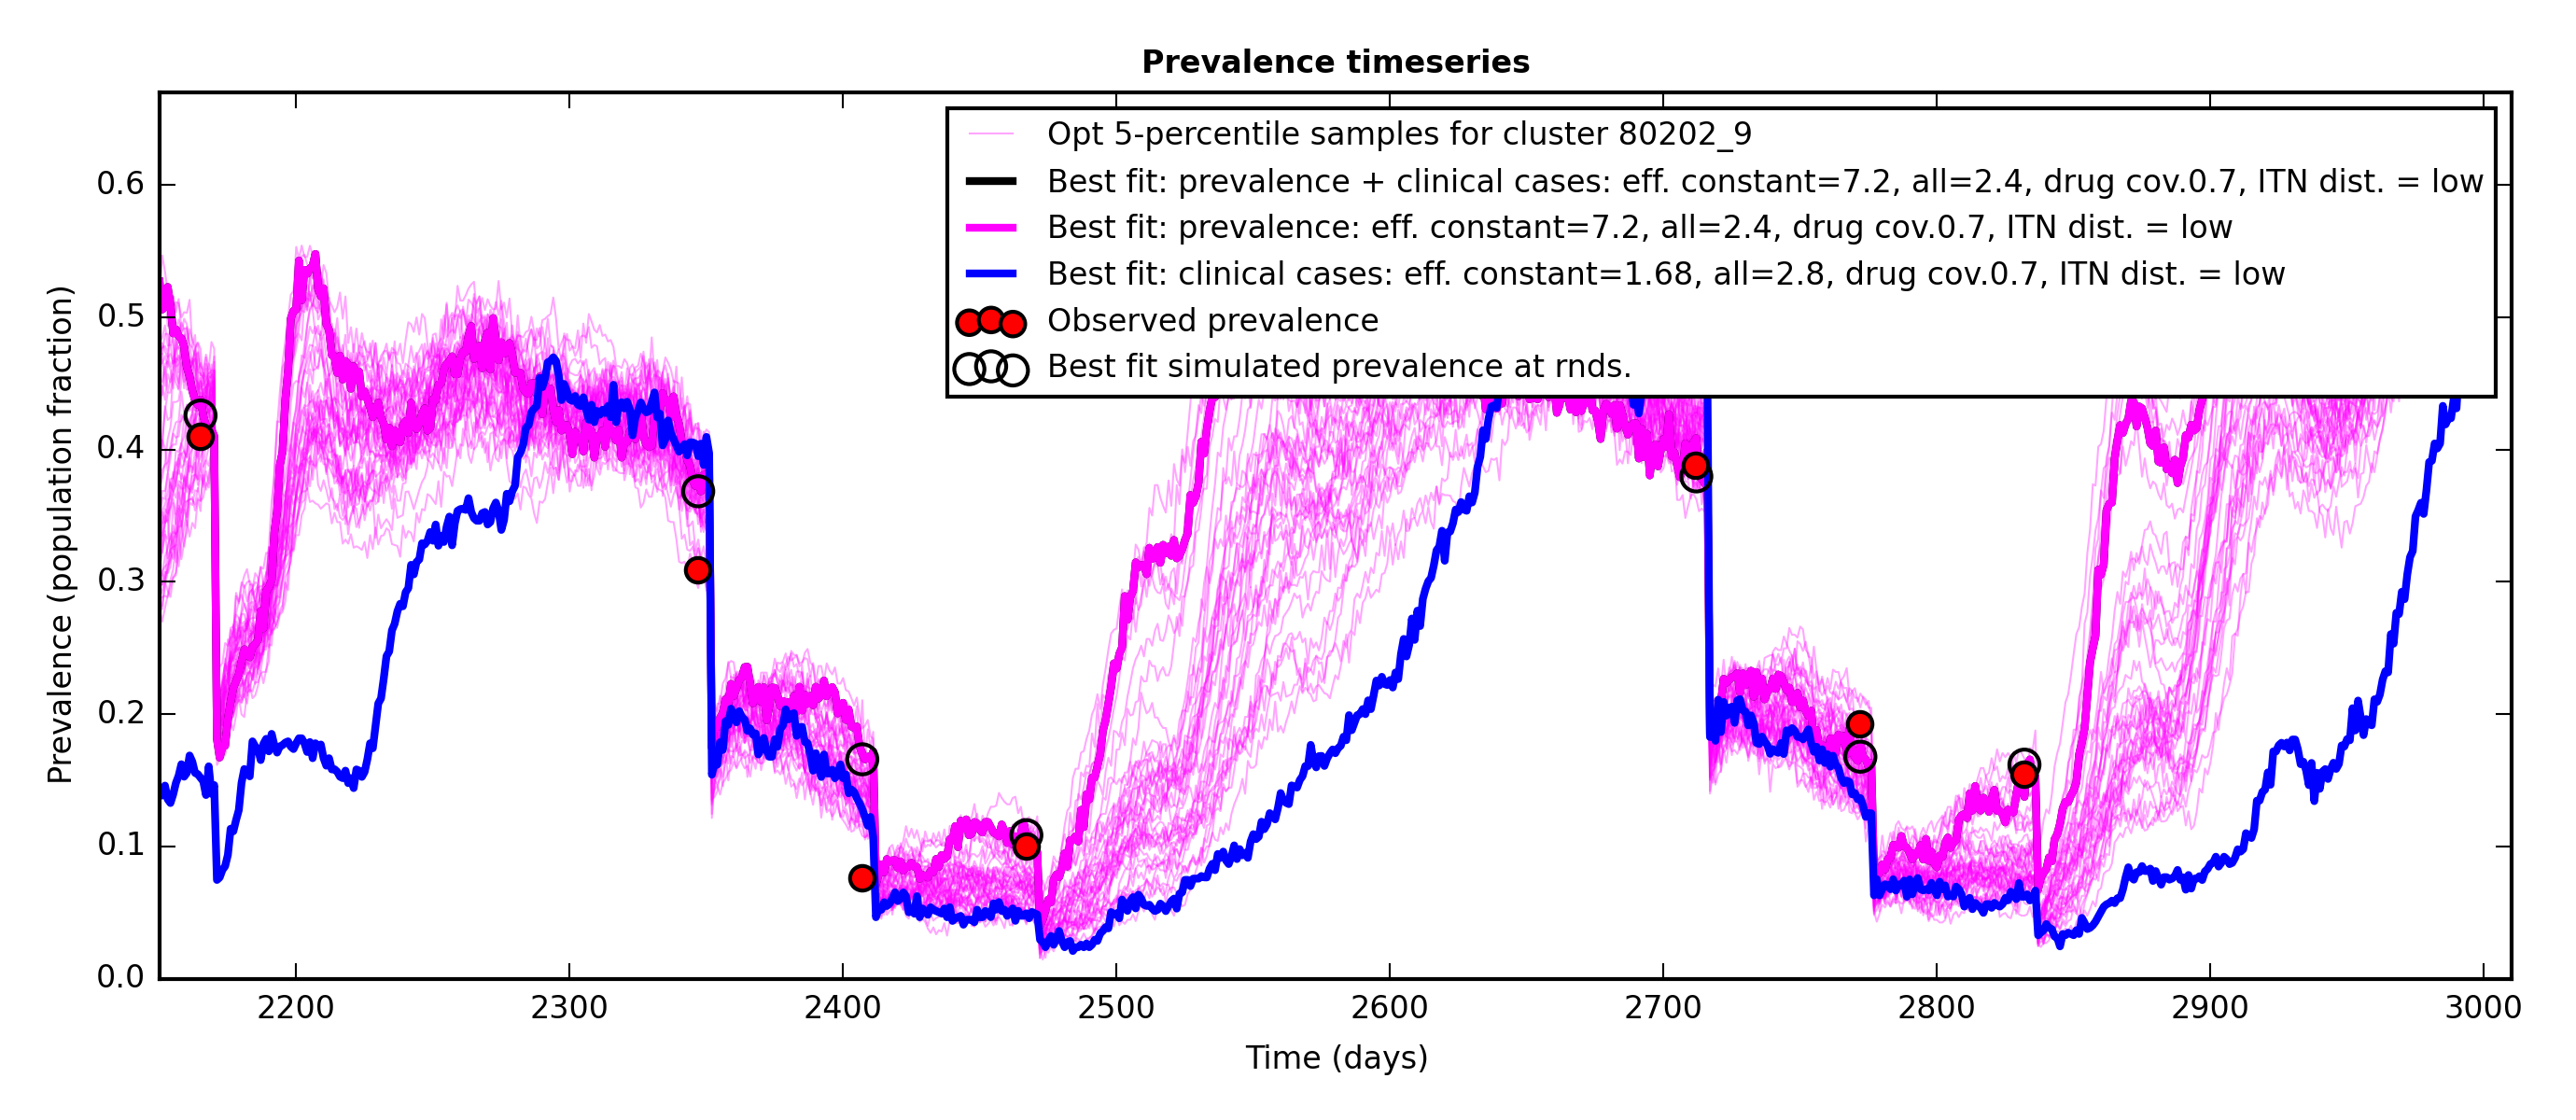 Prevalence timeseries
Opt 5-percentile samples for cluster 80202_9
Best fit: prevalence + clinical cases: eff. constant=7.2, all=2.4, drug cov.0.7, ITN dist. = low
Best fit: prevalence: eff. constant=7.2, all=2.4, drug cov.0.7, ITN dist. = low
Best fit: clinical cases: eff. constant=1.68, all=2.8, drug cov.0.7, ITN dist. = low
Observed prevalence
Best fit simulated prevalence at rnds.
Prevalence (population fraction)
0.6
0.5
0.4
0.3
0.2
0.1
0.0
2200 2300 2400 2500 2600 2700 2800 2900 3000
Time (days)